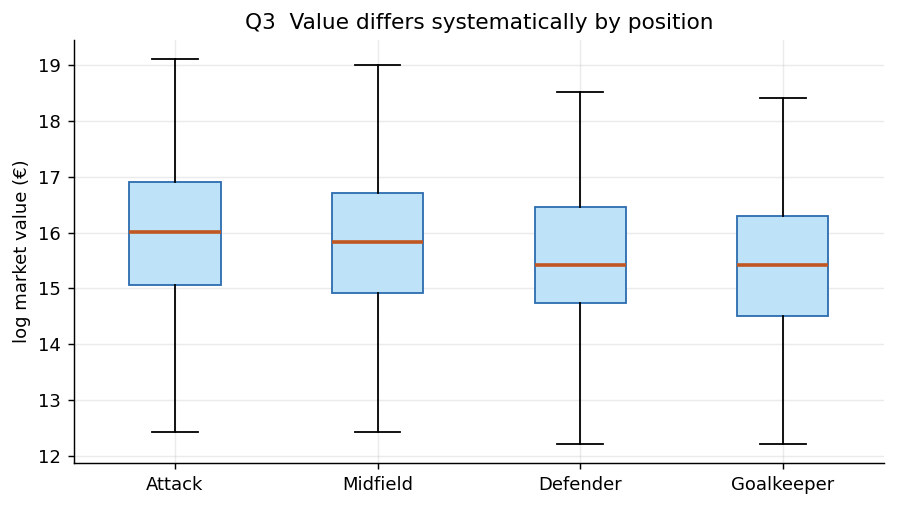 Q3  Value differs systematically by position
log market value (€)
19
18
17
16
15
14
13
12
Attack
Midfield
Defender
Goalkeeper